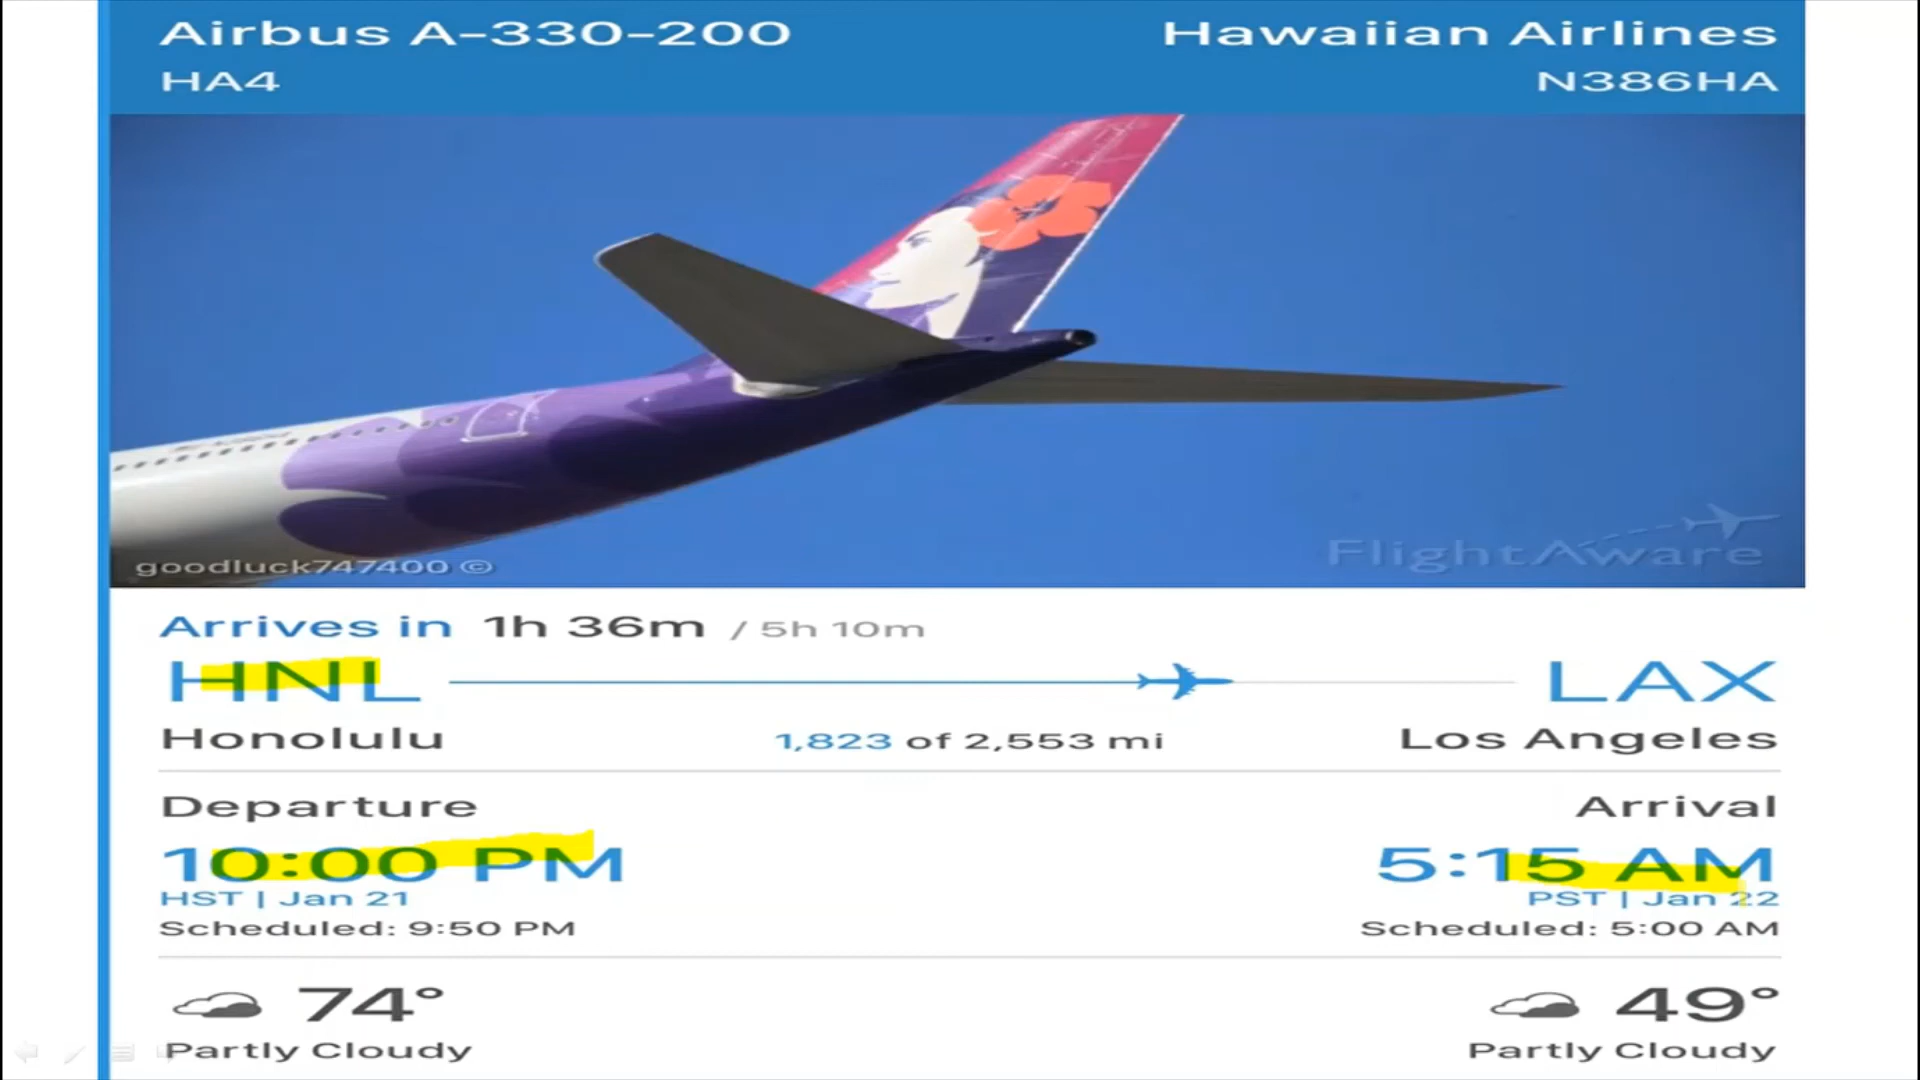 Airbus A-330-200
Hawaiian Airlines
HA4
N386HA
goodluck747400 ©
FlightAware
Arrives in 1h 36m / 5h 10m
HNL
LAX
Honolulu
1,823 of 2,553 mi
Los Angeles
Departure
Arrival
10:00 PM
5:15 AM
HST | Jan 21
PST | Jan 22
Scheduled: 9:50 PM
Scheduled: 5:00 AM
74°
49°
Partly Cloudy
Partly Cloudy